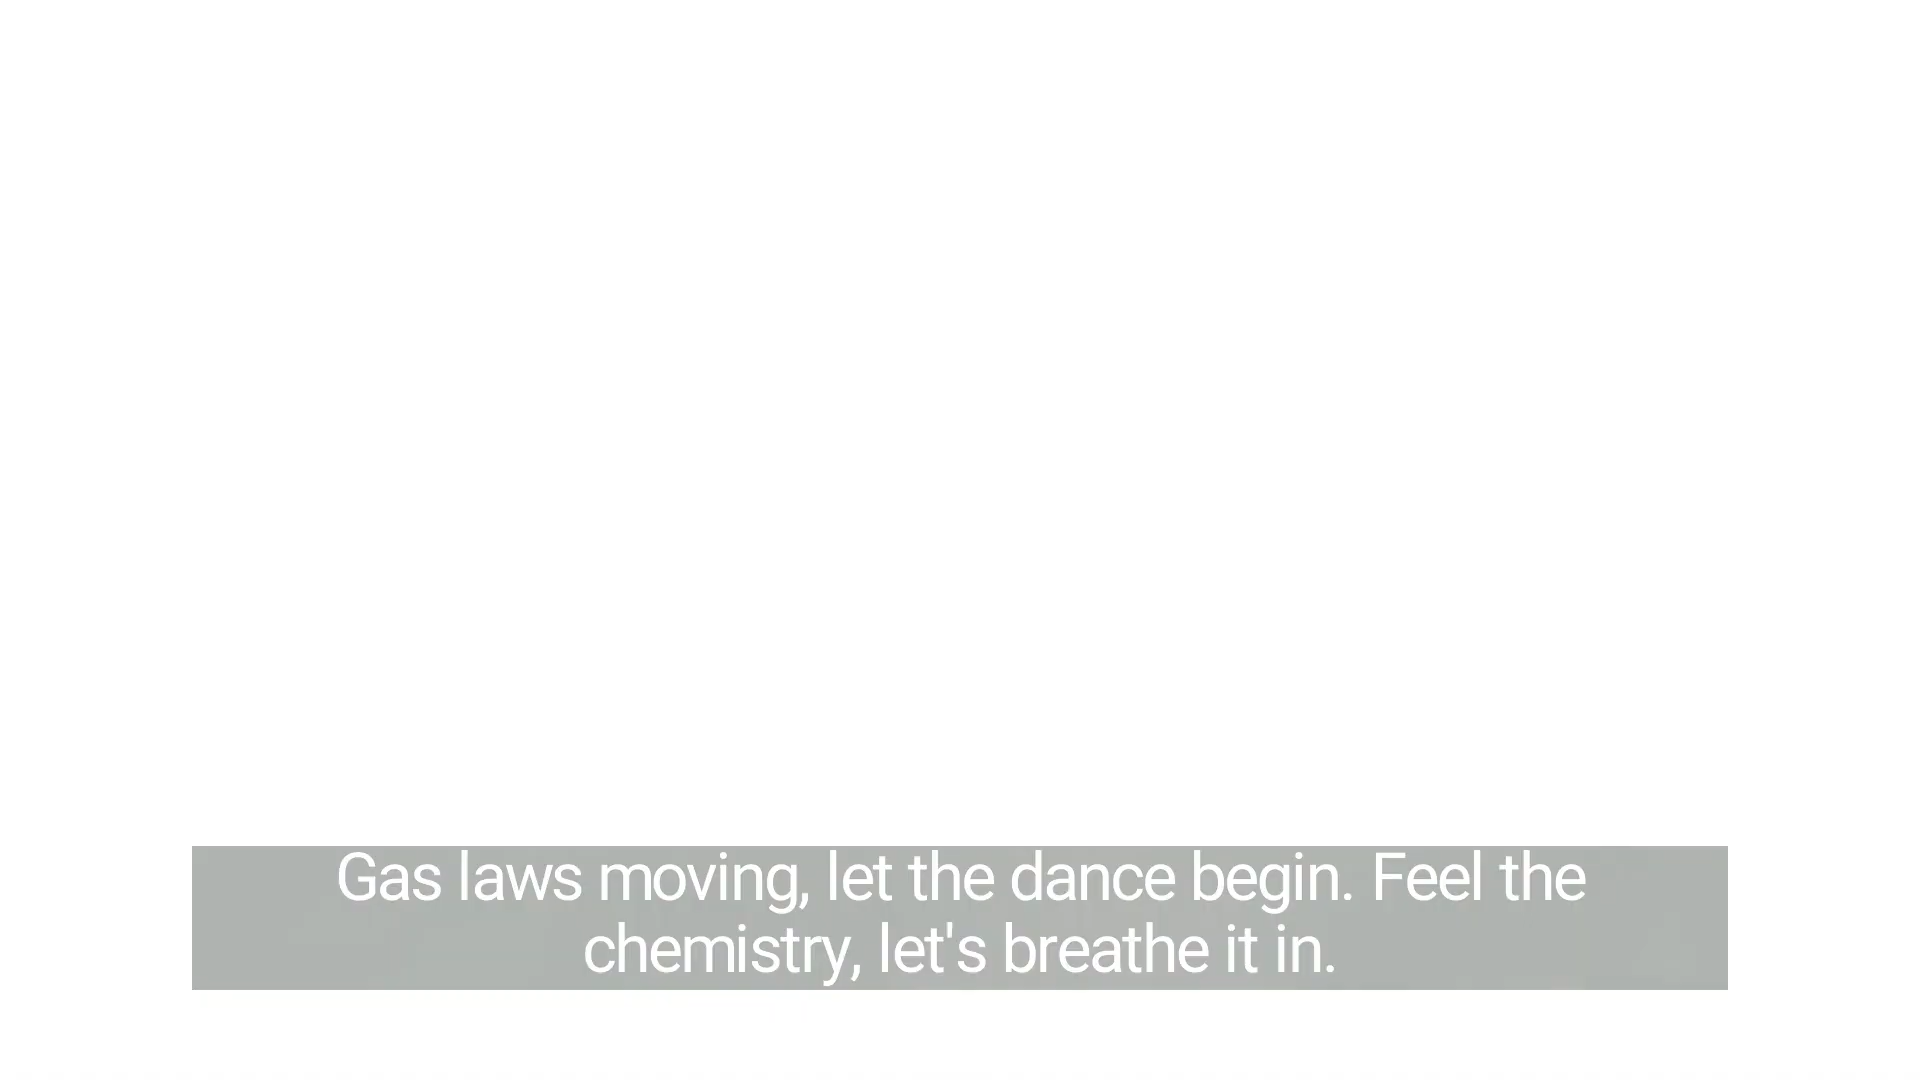 Gas laws moving, let the dance begin. Feel the
chemistry, let's breathe it in.